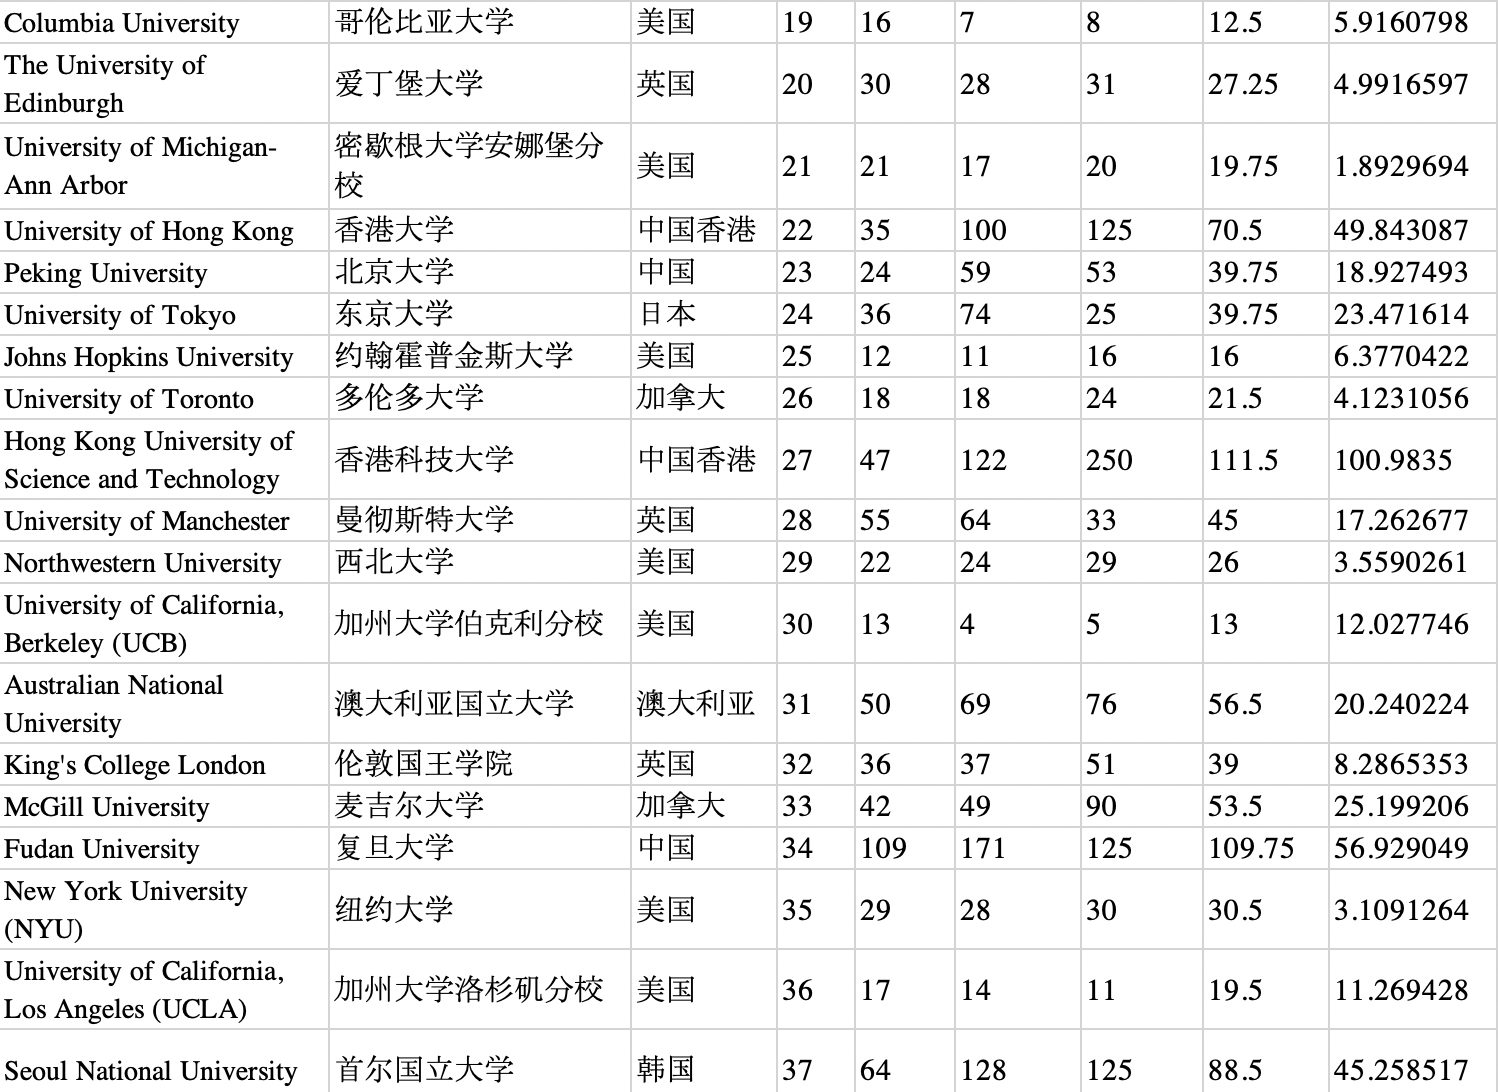 Columbia University 哥伦比亚大学 美国 19 16 7 8 12.5 5.9160798
The University of
Edinburgh 爱丁堡大学 英国 20 30 28 31 27.25 4.9916597
University of Michigan-
Ann Arbor 密歇根大学安娜堡分
校 美国 21 21 17 20 19.75 1.8929694
University of Hong Kong 香港大学 中国香港 22 35 100 125 70.5 49.843087
Peking University 北京大学 中国 23 24 59 53 39.75 18.927493
University of Tokyo 东京大学 日本 24 36 74 25 39.75 23.471614
Johns Hopkins University 约翰霍普金斯大学 美国 25 12 11 16 16 6.3770422
University of Toronto 多伦多大学 加拿大 26 18 18 24 21.5 4.1231056
Hong Kong University of
Science and Technology 香港科技大学 中国香港 27 47 122 250 111.5 100.9835
University of Manchester 曼彻斯特大学 英国 28 55 64 33 45 17.262677
Northwestern University 西北大学 美国 29 22 24 29 26 3.5590261
University of California,
Berkeley (UCB) 加州大学伯克利分校 美国 30 13 4 5 13 12.027746
Australian National
University 澳大利亚国立大学 澳大利亚 31 50 69 76 56.5 20.240224
King's College London 伦敦国王学院 英国 32 36 37 51 39 8.2865353
McGill University 麦吉尔大学 加拿大 33 42 49 90 53.5 25.199206
Fudan University 复旦大学 中国 34 109 171 125 109.75 56.929049
New York University
(NYU) 纽约大学 美国 35 29 28 30 30.5 3.1091264
University of California,
Los Angeles (UCLA) 加州大学洛杉矶分校 美国 36 17 14 11 19.5 11.269428
Seoul National University 首尔国立大学 韩国 37 64 128 125 88.5 45.258517